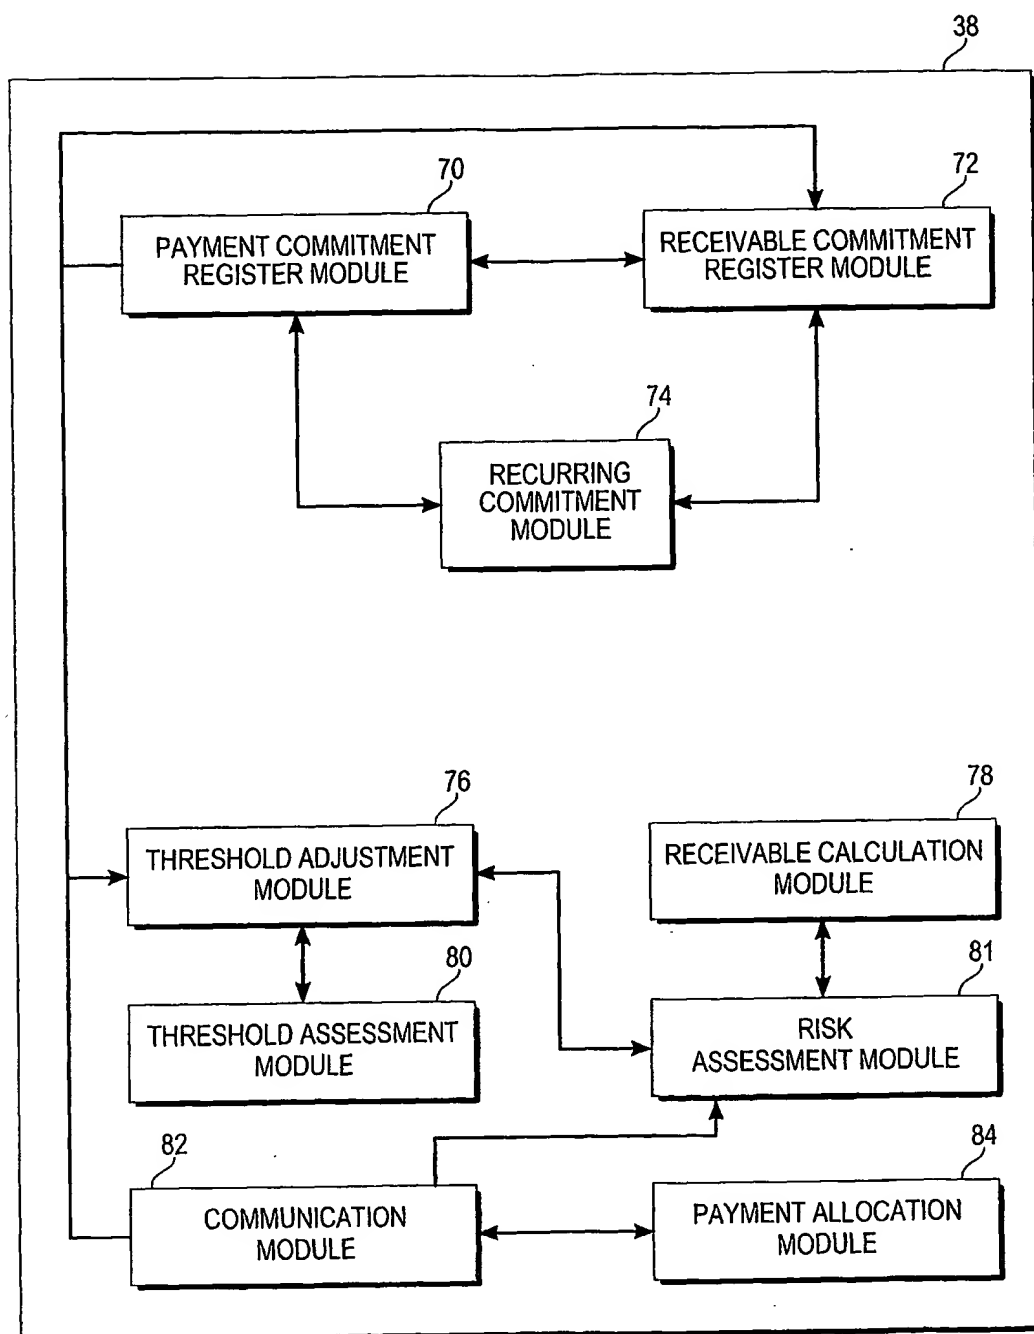 38
70
PAYMENT COMMITMENT
REGISTER MODULE
72
RECEIVABLE COMMITMENT
REGISTER MODULE
74
RECURRING
COMMITMENT
MODULE
76
THRESHOLD ADJUSTMENT
MODULE
78
RECEIVABLE CALCULATION
MODULE
80
THRESHOLD ASSESSMENT
MODULE
81
RISK
ASSESSMENT MODULE
82
COMMUNICATION
MODULE
84
PAYMENT ALLOCATION
MODULE